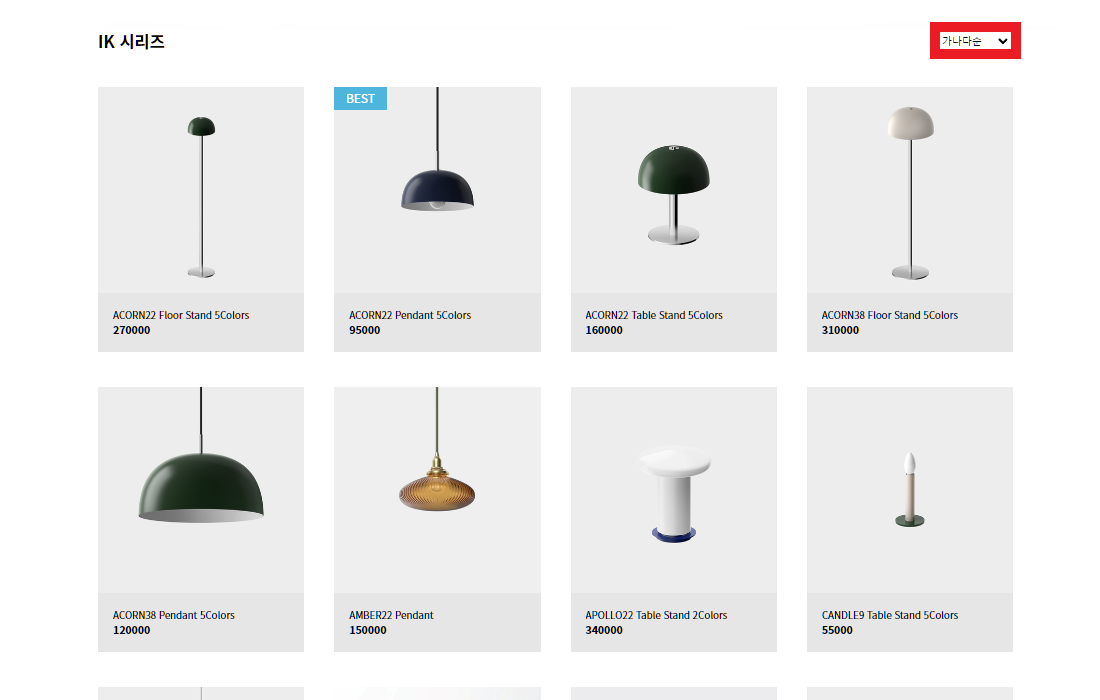 IK 시리즈
가나다순
BEST
ACORN22 Floor Stand 5Colors
270000
ACORN22 Pendant 5Colors
95000
ACORN22 Table Stand 5Colors
160000
ACORN38 Floor Stand 5Colors
310000
ACORN38 Pendant 5Colors
120000
AMBER22 Pendant
150000
APOLLO22 Table Stand 2Colors
340000
CANDLE9 Table Stand 5Colors
55000